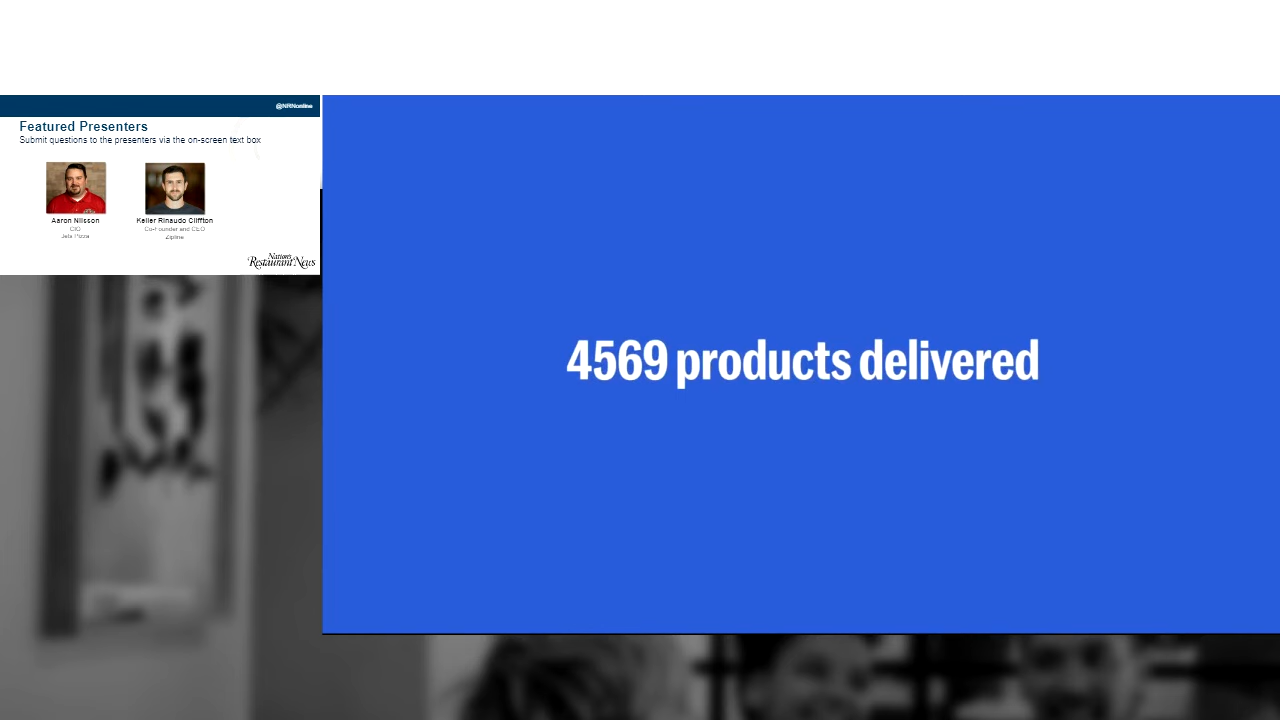 @NRNonline
Featured Presenters
Submit questions to the presenters via the on-screen text box
Aaron Nilsson
CIO
Jets Pizza
Keller Rinaudo Cliffton
Co-Founder and CEO
Zipline
Nation's
Restaurant News
4569 products delivered